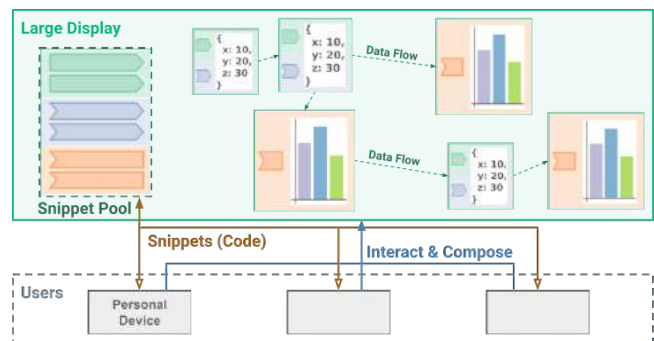 Large Display
{
x: 10,
y: 20,
z: 30
}
{
x: 10,
y: 20,
z: 30
}
Data Flow
Data Flow
{
x: 10,
y: 20,
z: 30
}
Snippet Pool
Snippets (Code)
Interact & Compose
Users
Personal
Device